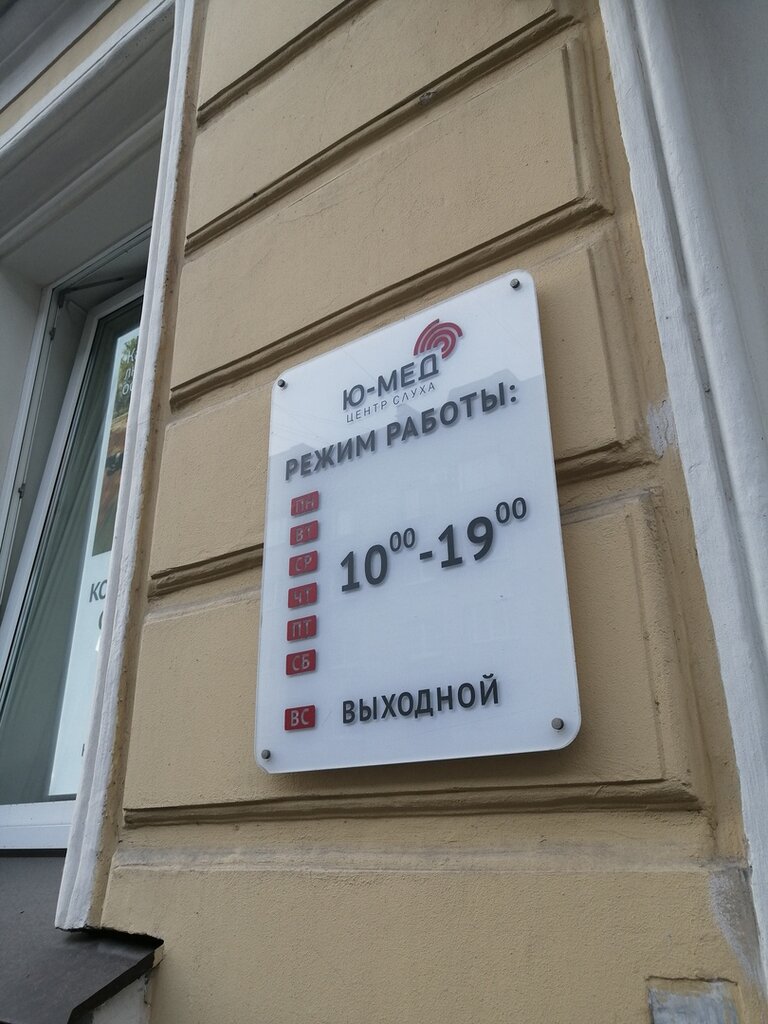 Ю-МЕД
ЦЕНТР СЛУХА
РЕЖИМ РАБОТЫ:
ПН
ВТ
СР
10⁰⁰-19⁰⁰
ЧТ
ПТ
СБ
ВС ВЫХОДНОЙ